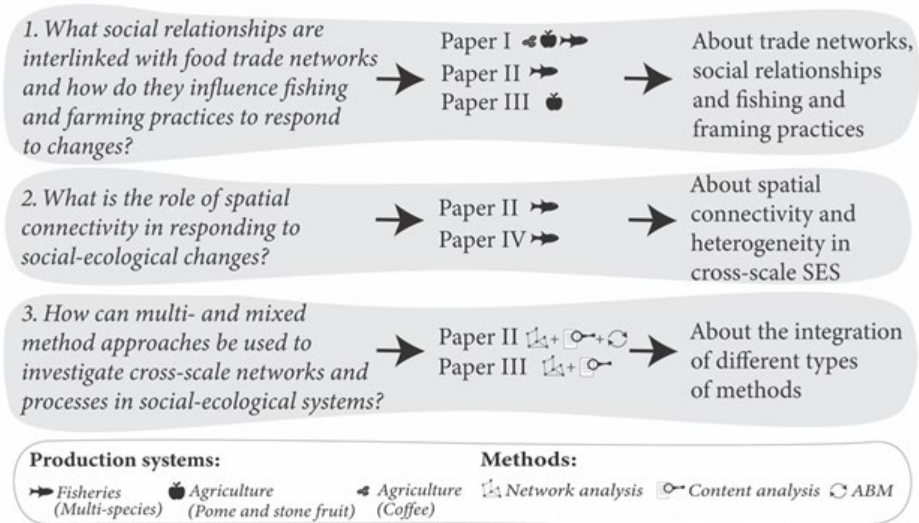 1. What social relationships are
interlinked with food trade networks
and how do they influence fishing
and farming practices to respond
to changes?
Paper I
Paper II
Paper III
About trade networks,
social relationships
and fishing and
framing practices
2. What is the role of spatial
connectivity in responding to
social-ecological changes?
Paper II
Paper IV
About spatial
connectivity and
heterogeneity in
cross-scale SES
3. How can multi- and mixed
method approaches be used to
investigate cross-scale networks and
processes in social-ecological systems?
Paper II + +
Paper III +
About the integration
of different types
of methods
Production systems:
Fisheries
(Multi-species)
Agriculture
(Pome and stone fruit)
Agriculture
(Coffee)
Methods:
Network analysis
Content analysis
ABM